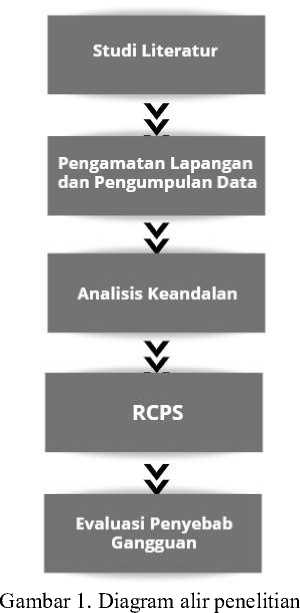 Studi Literatur
Pengamatan Lapangan
dan Pengumpulan Data
Analisis Keandalan
RCPS
Evaluasi Penyebab
Gangguan
Gambar 1. Diagram alir penelitian